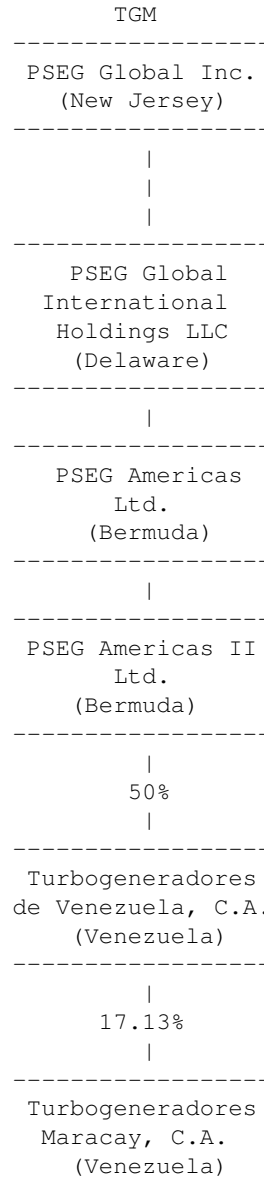 TGM
------------------
PSEG Global Inc.
(New Jersey)
------------------
|
|
|
------------------
PSEG Global
International
Holdings LLC
(Delaware)
------------------
|
------------------
PSEG Americas
Ltd.
(Bermuda)
------------------
|
------------------
PSEG Americas II
Ltd.
(Bermuda)
------------------
|
50%
|
------------------
Turbogeneradores
de Venezuela, C.A.
(Venezuela)
------------------
|
17.13%
|
------------------
Turbogeneradores
Maracay, C.A.
(Venezuela)